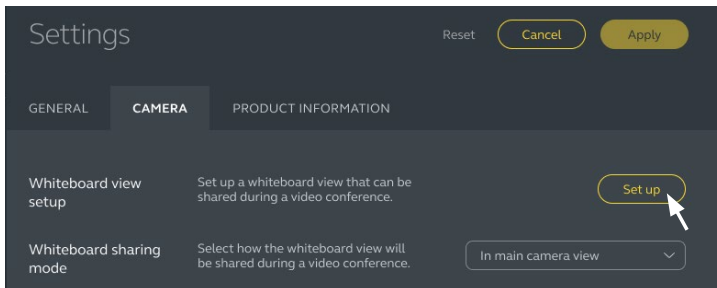 Settings
Reset
Cancel
Apply
GENERAL
CAMERA
PRODUCT INFORMATION
Whiteboard view
setup
Set up a whiteboard view that can be
shared during a video conference.
Set up
Whiteboard sharing
mode
Select how the whiteboard view will
be shared during a video conference.
In main camera view